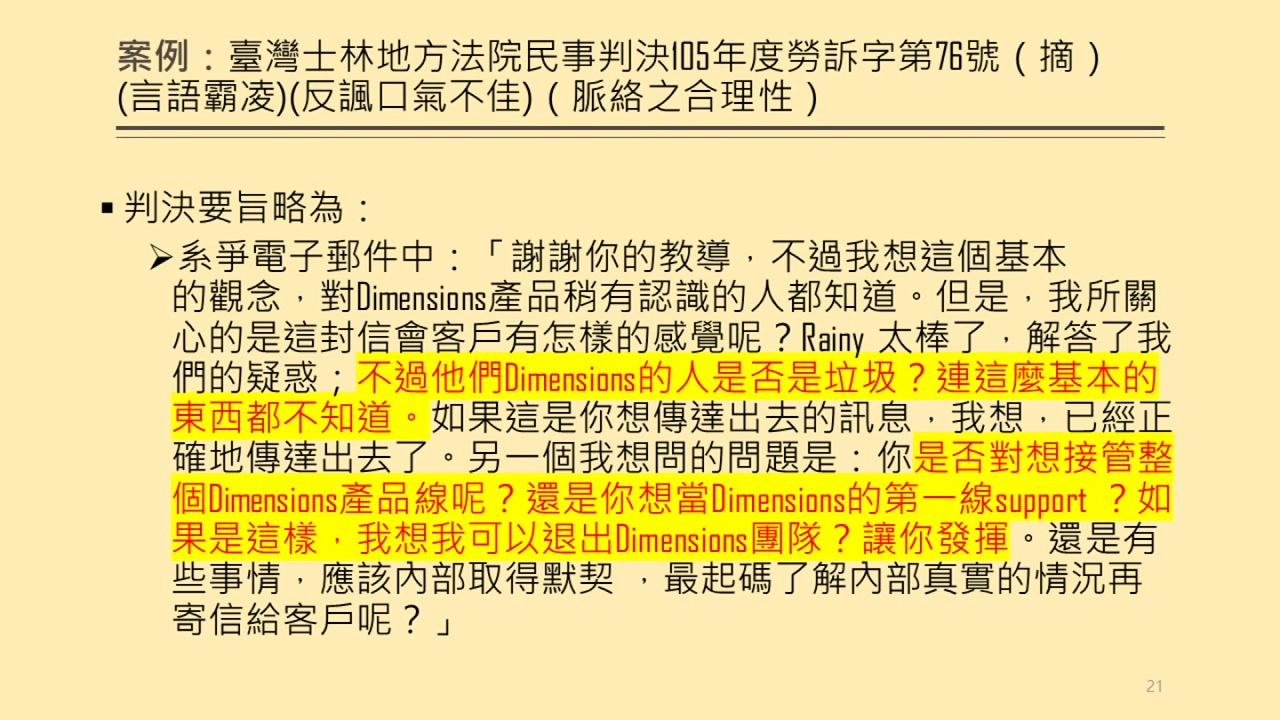 案例：臺灣士林地方法院民事判決105年度勞訴字第76號（摘）
(言語霸凌)(反諷口氣不佳)（脈絡之合理性）
▪ 判決要旨略為：
➢系爭電子郵件中：「謝謝你的教導，不過我想這個基本
的觀念，對Dimensions產品稍有認識的人都知道。但是，我所關
心的是這封信會客戶有怎樣的感覺呢？Rainy 太棒了，解答了我
們的疑惑；不過他們Dimensions的人是否是垃圾？連這麼基本的
東西都不知道。如果這是你想傳達出去的訊息，我想，已經正
確地傳達出去了。另一個我想問的問題是：你是否對想接管整
個Dimensions產品線呢？還是你想當Dimensions的第一線support ？如
果是這樣，我想我可以退出Dimensions團隊？讓你發揮。還是有
些事情，應該內部取得默契 ，最起碼了解內部真實的情況再
寄信給客戶呢？」
21